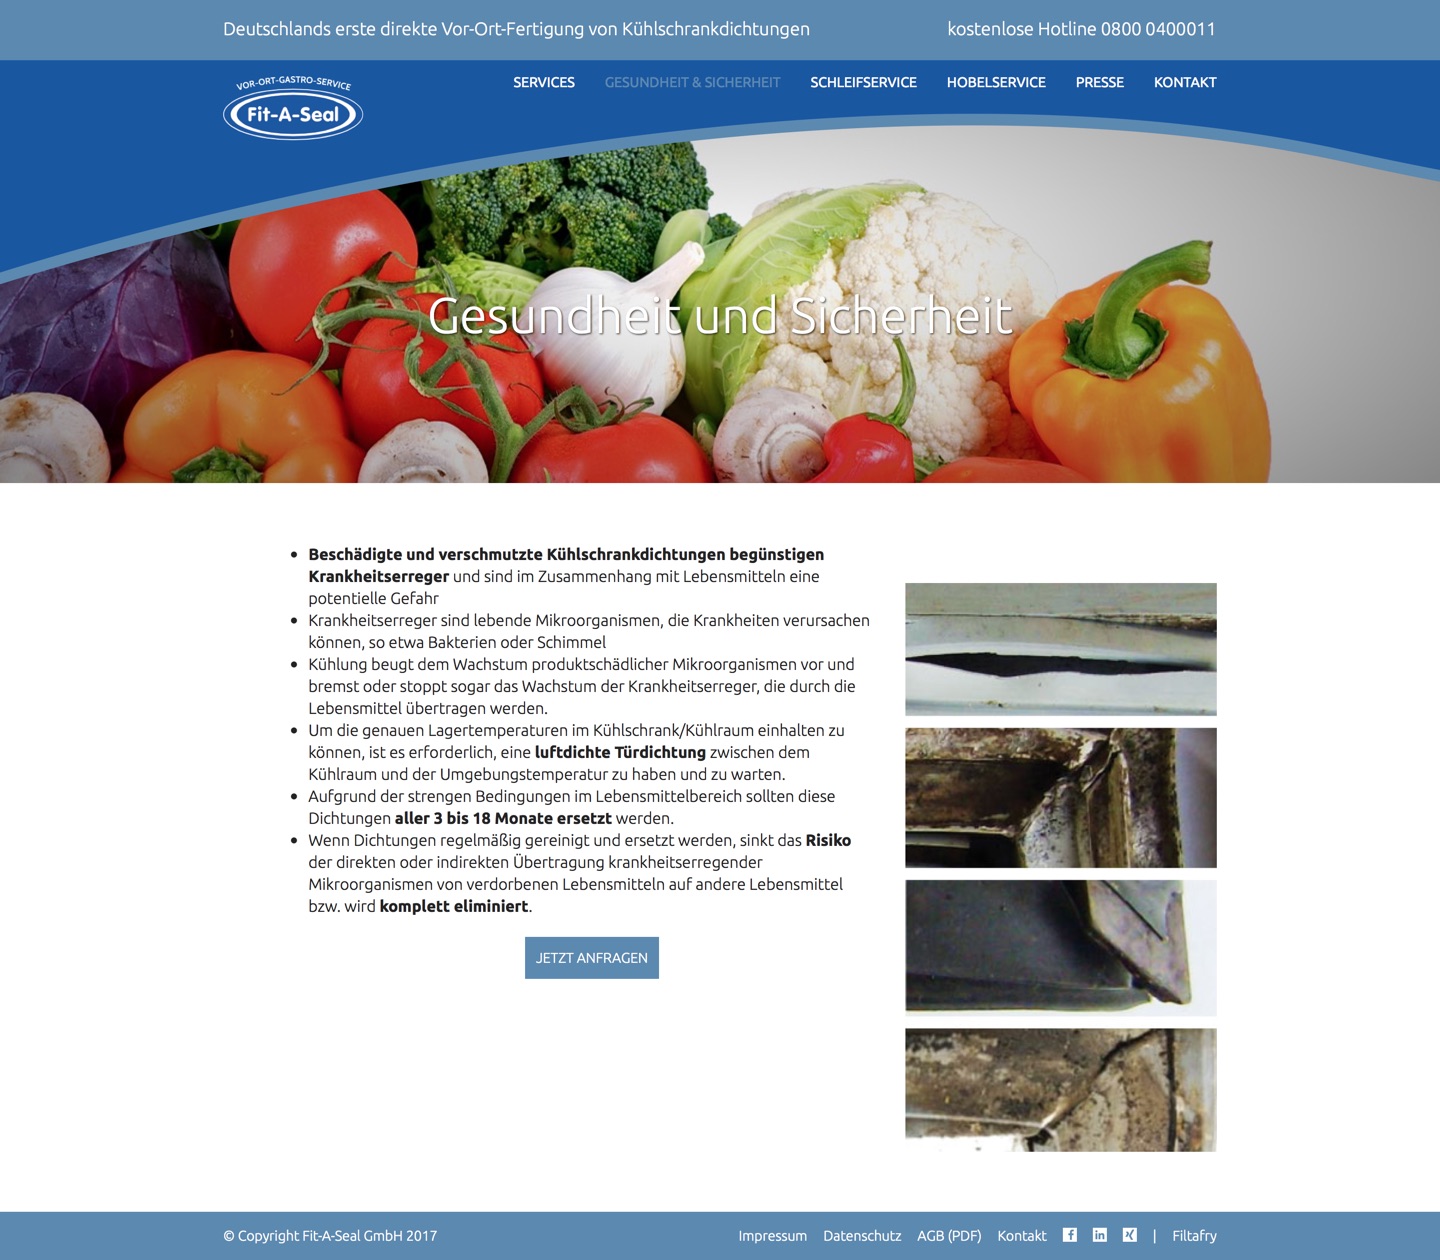 Deutschlands erste direkte Vor-Ort-Fertigung von Kühlschrankdichtungen
kostenlose Hotline 0800 0400011
VOR-ORT-GASTRO-SERVICE
Fit-A-Seal
SERVICES
GESUNDHEIT & SICHERHEIT
SCHLEIFSERVICE
HOBELSERVICE
PRESSE
KONTAKT
Gesundheit und Sicherheit
Beschädigte und verschmutzte Kühlschrankdichtungen begünstigen
Krankheitserreger und sind im Zusammenhang mit Lebensmitteln eine
potentielle Gefahr
Krankheitserreger sind lebende Mikroorganismen, die Krankheiten verursachen
können, so etwa Bakterien oder Schimmel
Kühlung beugt dem Wachstum produktschädlicher Mikroorganismen vor und
bremst oder stoppt sogar das Wachstum der Krankheitserreger, die durch die
Lebensmittel übertragen werden.
Um die genauen Lagertemperaturen im Kühlschrank/Kühlraum einhalten zu
können, ist es erforderlich, eine luftdichte Türdichtung zwischen dem
Kühlraum und der Umgebungstemperatur zu haben und zu warten.
Aufgrund der strengen Bedingungen im Lebensmittelbereich sollten diese
Dichtungen aller 3 bis 18 Monate ersetzt werden.
Wenn Dichtungen regelmäßig gereinigt und ersetzt werden, sinkt das Risiko
der direkten oder indirekten Übertragung krankheitserregender
Mikroorganismen von verdorbenen Lebensmitteln auf andere Lebensmittel
bzw. wird komplett eliminiert.
JETZT ANFRAGEN
© Copyright Fit-A-Seal GmbH 2017
Impressum
Datenschutz
AGB (PDF)
Kontakt
|
Filtafry